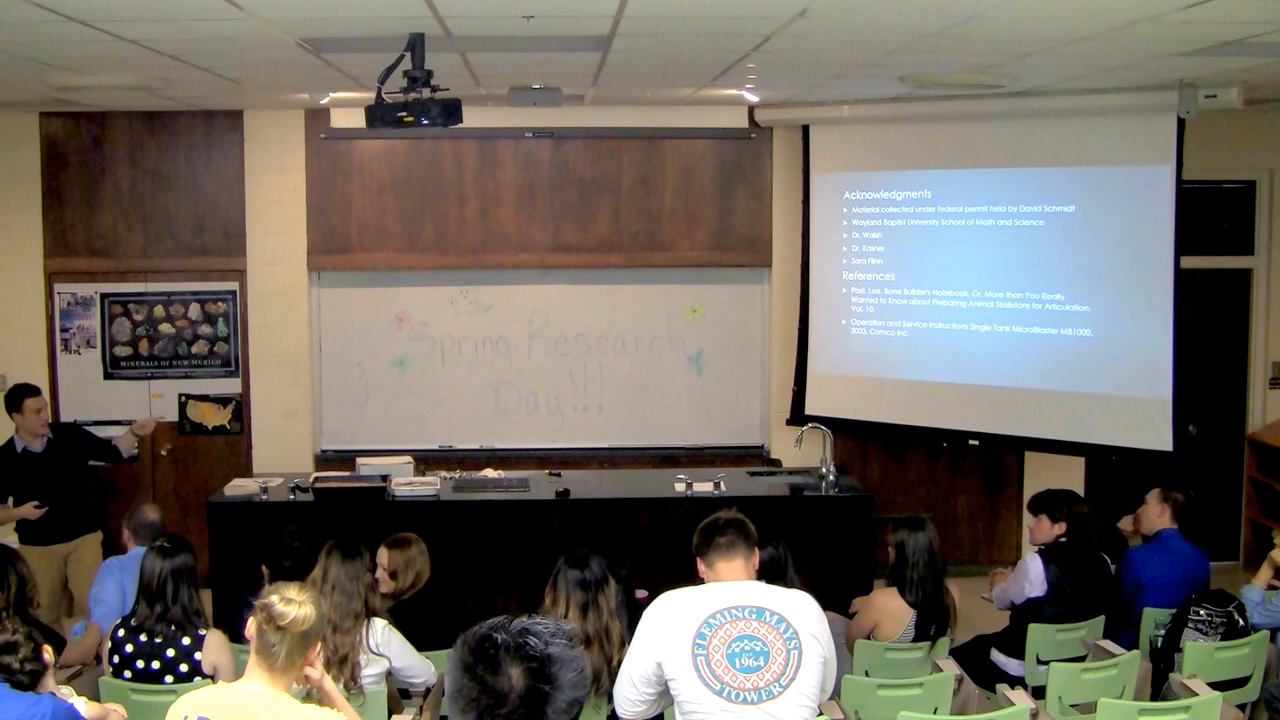 MINERALS OF NEW MEXICO
Spring Research
Day!!!
Acknowledgments
Material collected under federal permit held by David Schmidt
Wayland Baptist University School of Math and Science
Dr. Walsh
Dr. Kasner
Sara Flinn
References
Post, Lee. Bone Builder's Notebook, Or, More than You Really
Wanted to Know about Preparing Animal Skeletons for Articulation.
Vol. 10.
Operation and Service Instructions Single Tank MicroBlaster MB1000,
2003, Comco Inc.
FLEMING MAYS
EST.
1964
TOWER